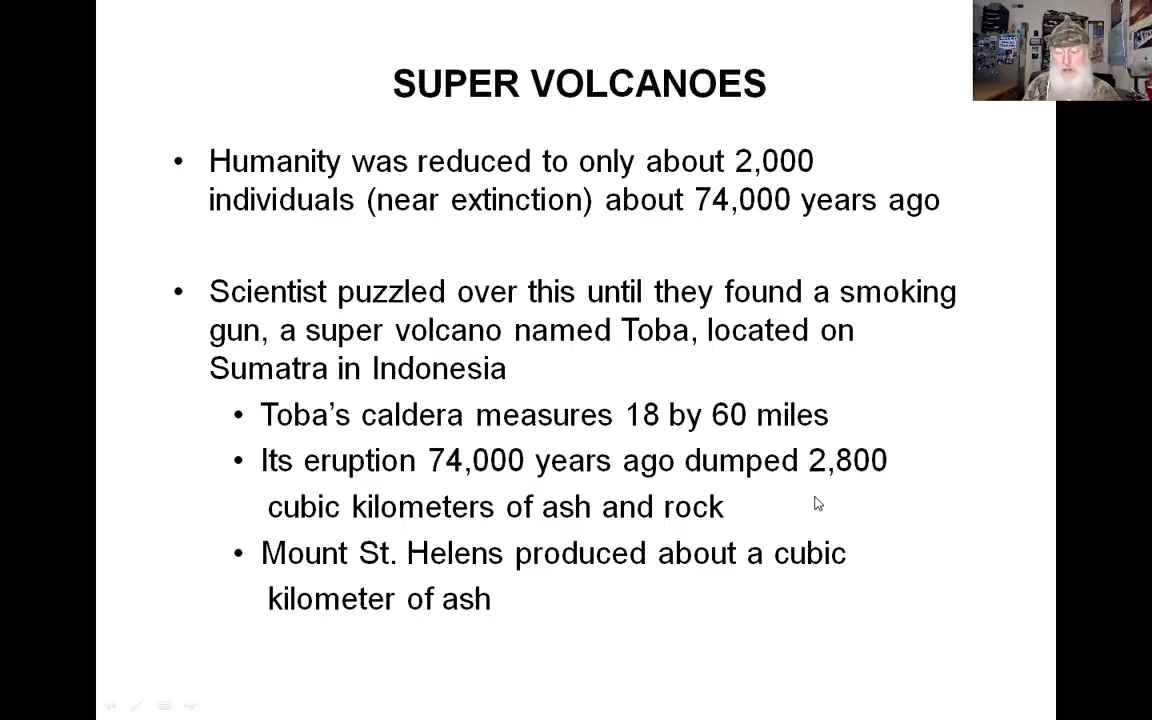 SUPER VOLCANOES
• Humanity was reduced to only about 2,000
individuals (near extinction) about 74,000 years ago
• Scientist puzzled over this until they found a smoking
gun, a super volcano named Toba, located on
Sumatra in Indonesia
• Toba’s caldera measures 18 by 60 miles
• Its eruption 74,000 years ago dumped 2,800
cubic kilometers of ash and rock
• Mount St. Helens produced about a cubic
kilometer of ash